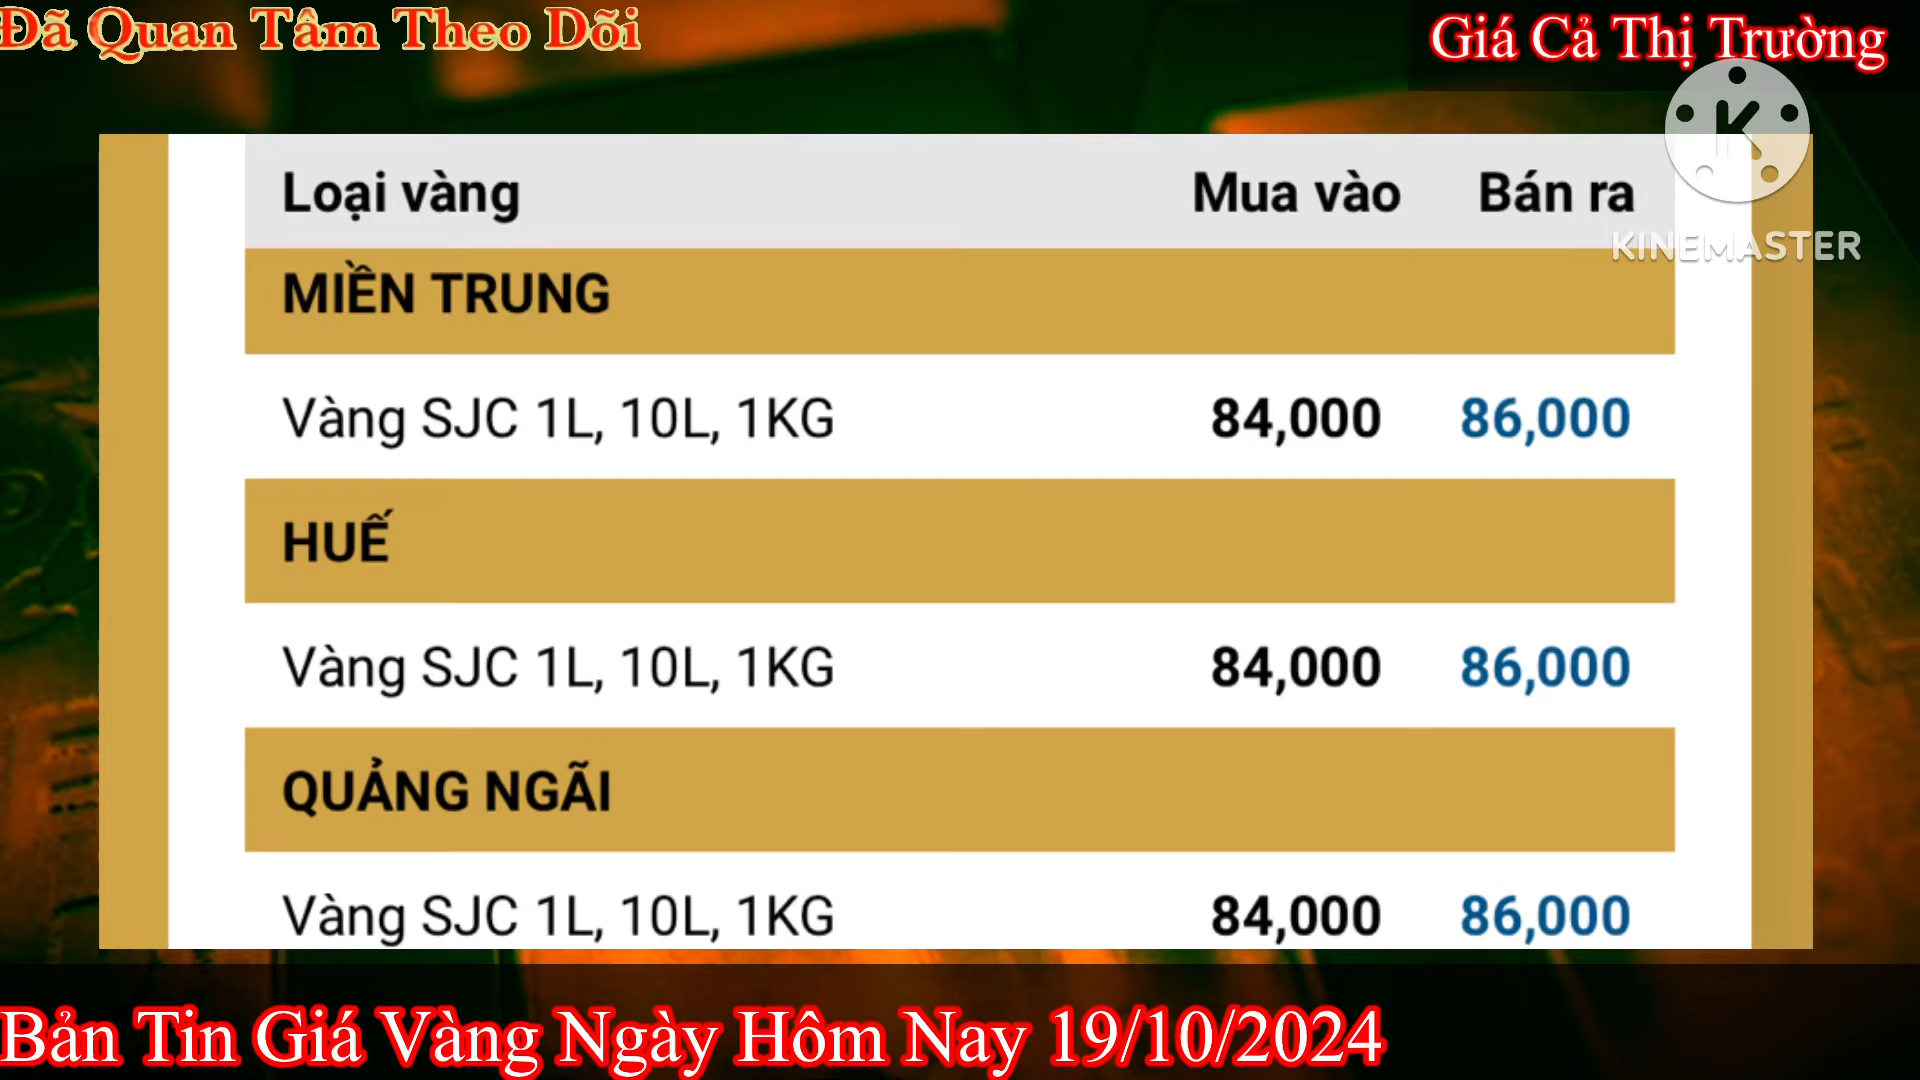 Đã Quan Tâm Theo Dõi
Giá Cả Thị Trường
K
KINEMASTER
Loại vàng Mua vào Bán ra
MIỀN TRUNG
Vàng SJC 1L, 10L, 1KG 84,000 86,000
HUẾ
Vàng SJC 1L, 10L, 1KG 84,000 86,000
QUẢNG NGÃI
Vàng SJC 1L, 10L, 1KG 84,000 86,000
Bản Tin Giá Vàng Ngày Hôm Nay 19/10/2024